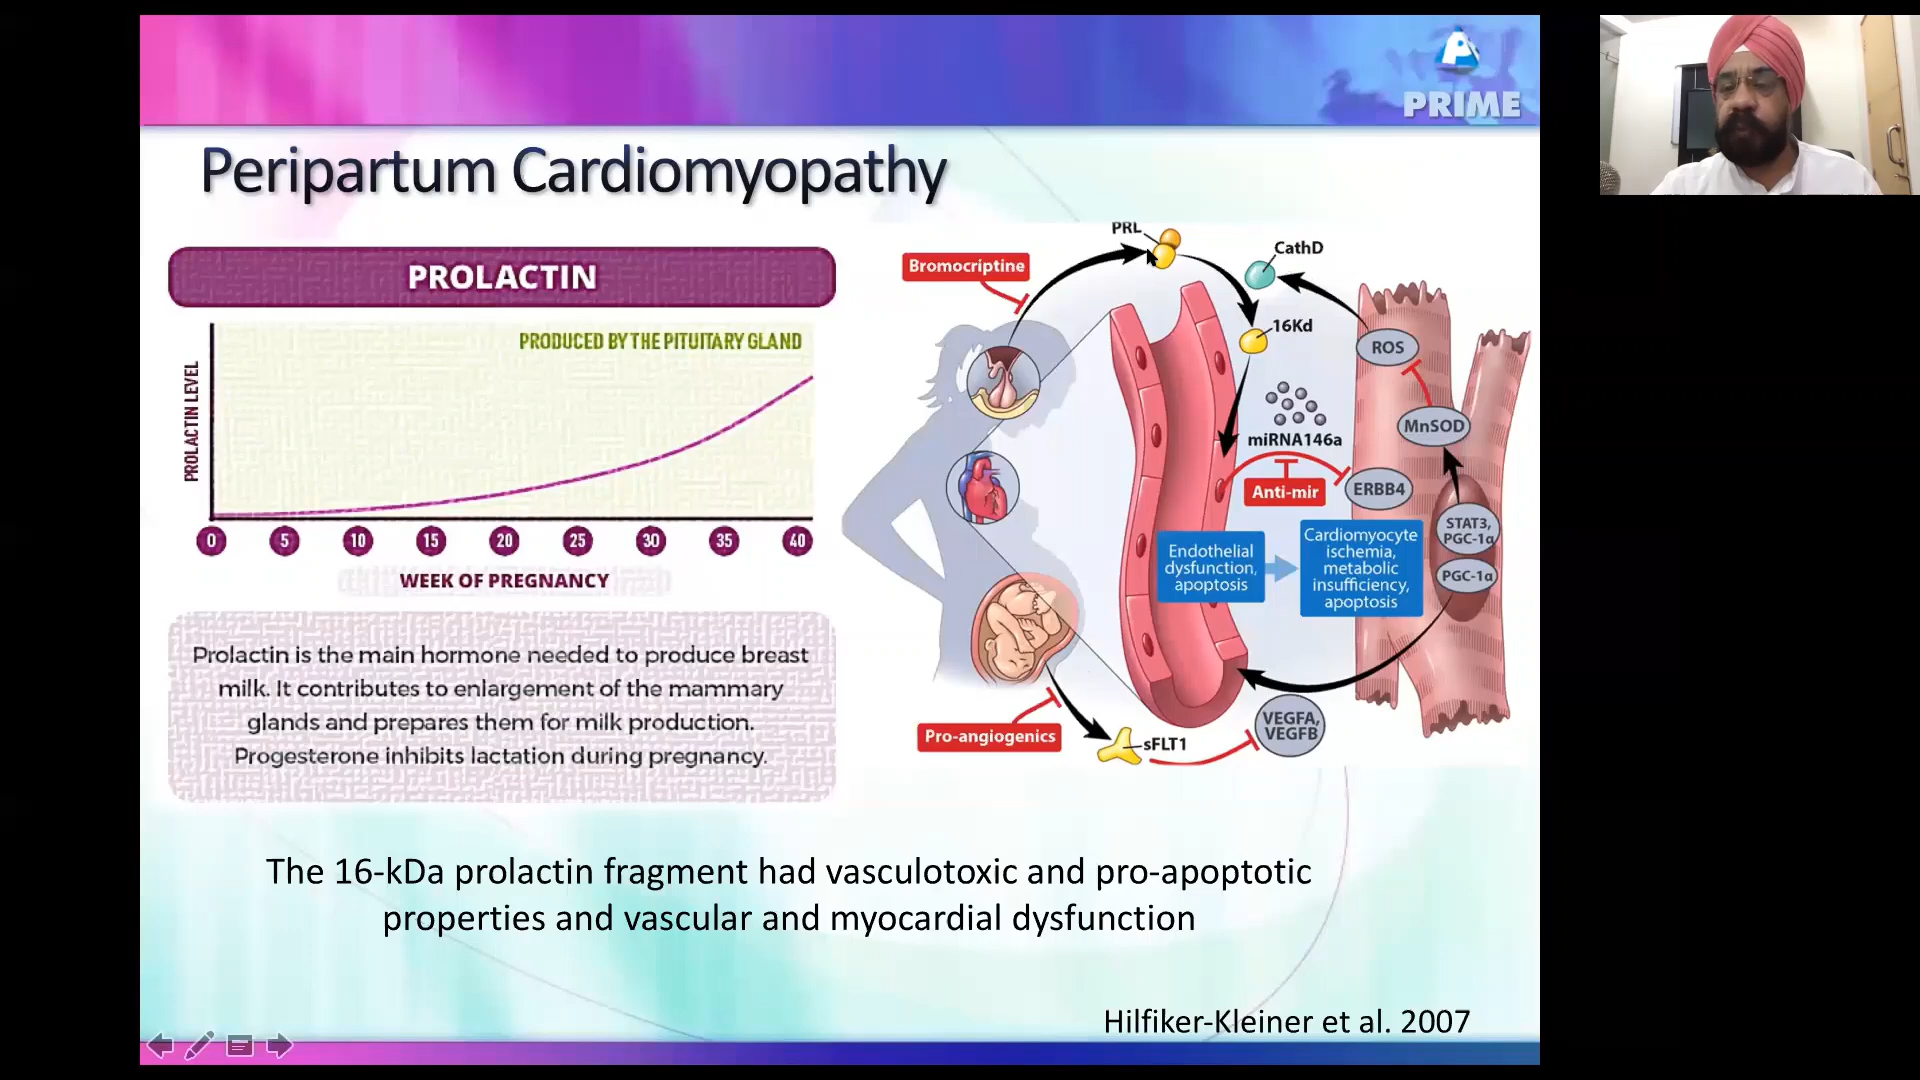 PRIME
Peripartum Cardiomyopathy
PROLACTIN
PRODUCED BY THE PITUITARY GLAND
PROLACTIN LEVEL
0 5 10 15 20 25 30 35 40
WEEK OF PREGNANCY
Prolactin is the main hormone needed to produce breast
milk. It contributes to enlargement of the mammary
glands and prepares them for milk production.
Progesterone inhibits lactation during pregnancy.
PRL
Bromocriptine
CathD
16Kd
ROS
miRNA146a
MnSOD
Anti-mir
ERBB4
STAT3,
PGC-1α
PGC-1α
Endothelial
dysfunction,
apoptosis
Cardiomyocyte
ischemia,
metabolic
insufficiency,
apoptosis
Pro-angiogenics
sFLT1
VEGFA,
VEGFB
The 16-kDa prolactin fragment had vasculotoxic and pro-apoptotic
properties and vascular and myocardial dysfunction
Hilfiker-Kleiner et al. 2007